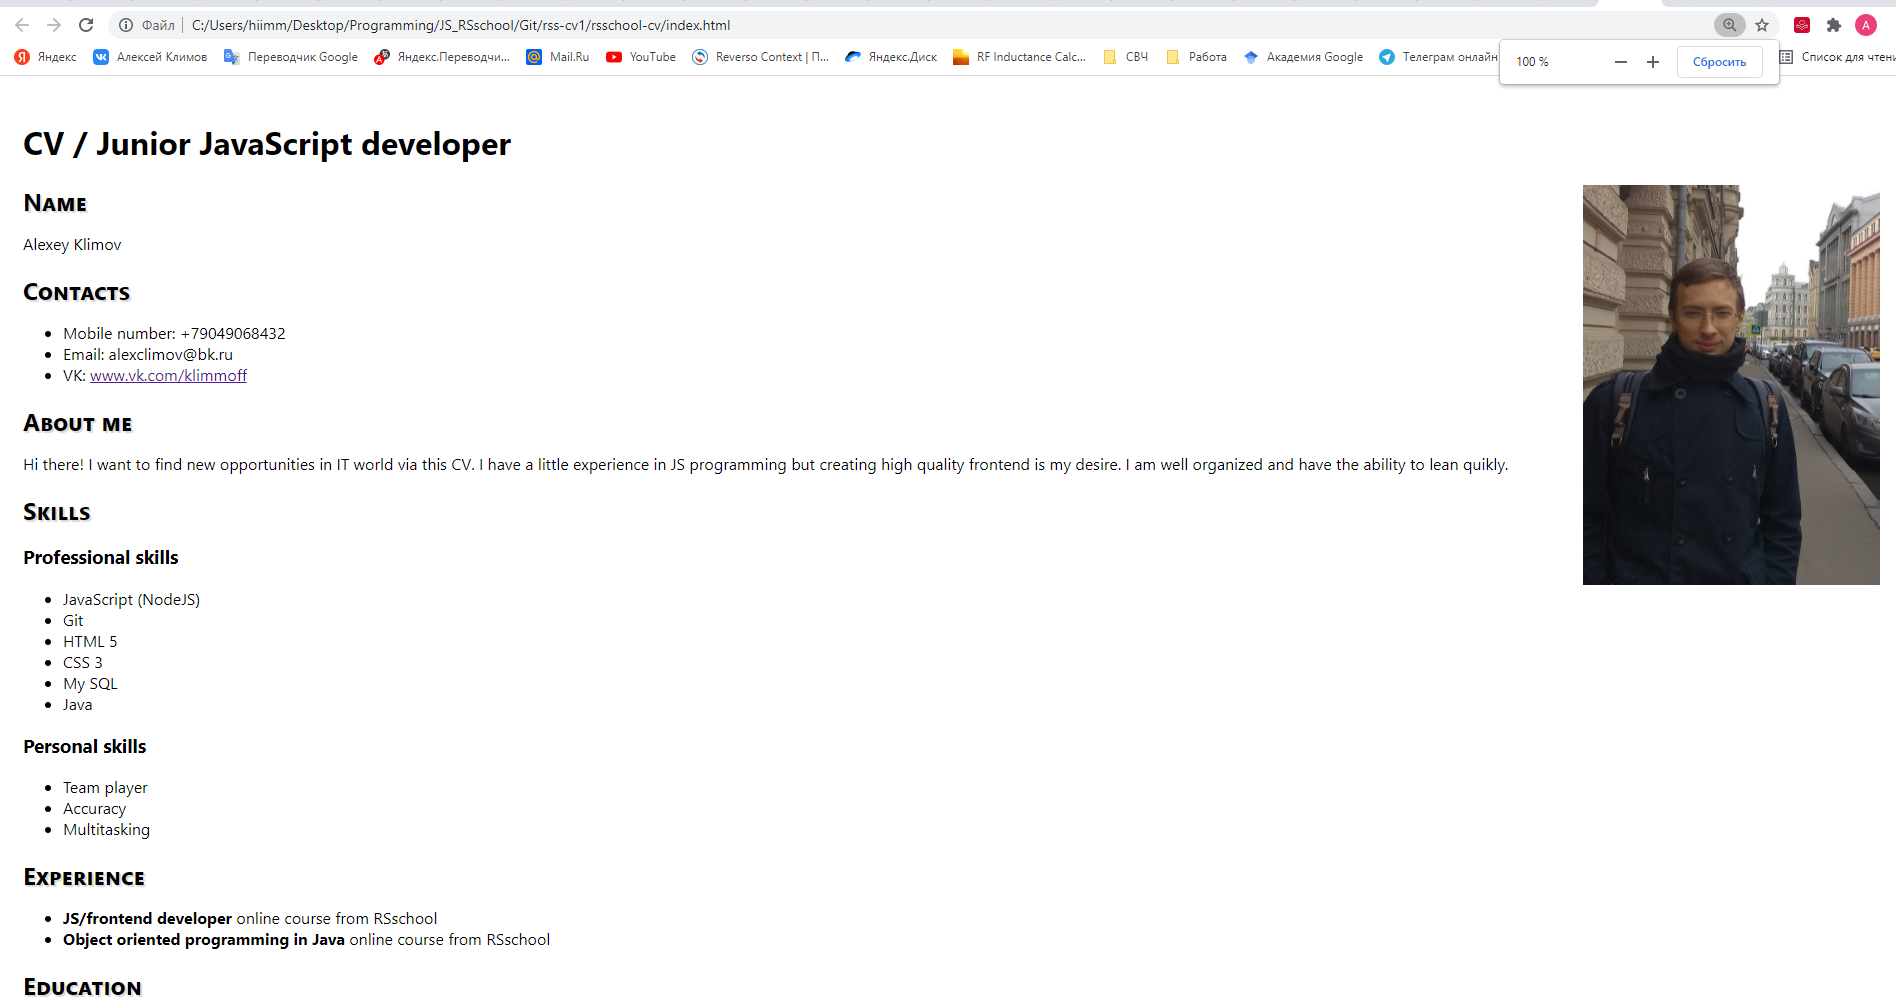 Файл C:/Users/hiimm/Desktop/Programming/JS_RSschool/Git/rss-cv1/rsschool-cv/index.html A
Яндекс Алексей Климов Переводчик Google Яндекс.Переводчи... Mail.Ru YouTube Reverso Context | П... Яндекс.Диск RF Inductance Calc... СВЧ Работа Академия Google Телеграм онлайн Список для чтени
100 % Сбросить
CV / Junior JavaScript developer
Name
Alexey Klimov
Contacts
Mobile number: +79049068432
Email: alexclimov@bk.ru
VK: www.vk.com/klimmoff
About me
Hi there! I want to find new opportunities in IT world via this CV. I have a little experience in JS programming but creating high quality frontend is my desire. I am well organized and have the ability to lean quikly.
Skills
Professional skills
JavaScript (NodeJS)
Git
HTML 5
CSS 3
My SQL
Java
Personal skills
Team player
Accuracy
Multitasking
Experience
JS/frontend developer online course from RSschool
Object oriented programming in Java online course from RSschool
Education